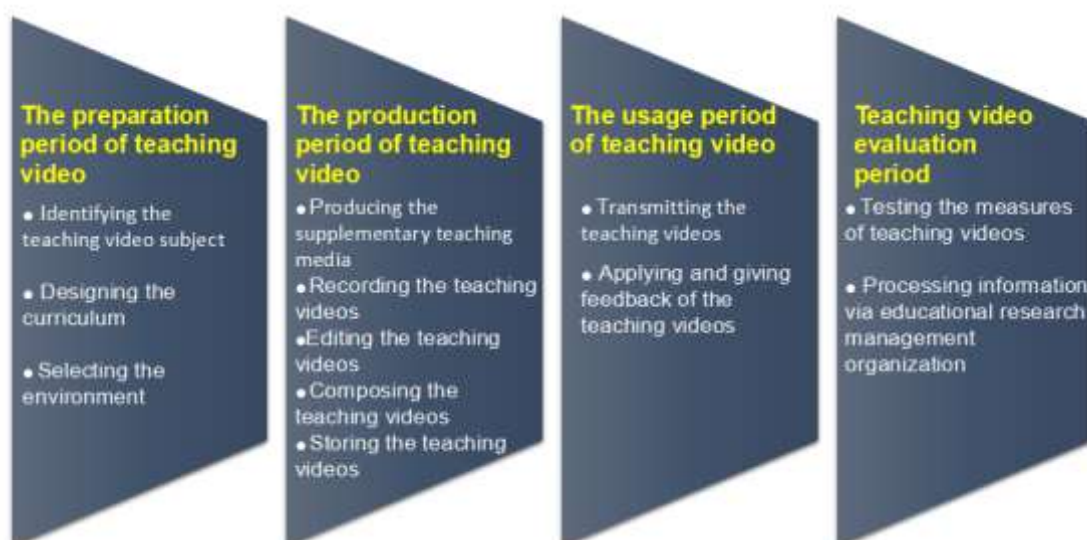 The preparation
period of teaching
video
● Identifying the
teaching video subject
● Designing the
curriculum
● Selecting the
environment
The production
period of teaching
video
●Producing the
supplementary teaching
media
●Recording the teaching
videos
●Editing the teaching
videos
●Composing the
teaching videos
●Storing the teaching
videos
The usage period
of teaching video
● Transmitting the
teaching videos
● Applying and giving
feedback of the
teaching videos
Teaching video
evaluation
period
● Testing the measures
of teaching videos
● Processing information
via educational research
management
organization